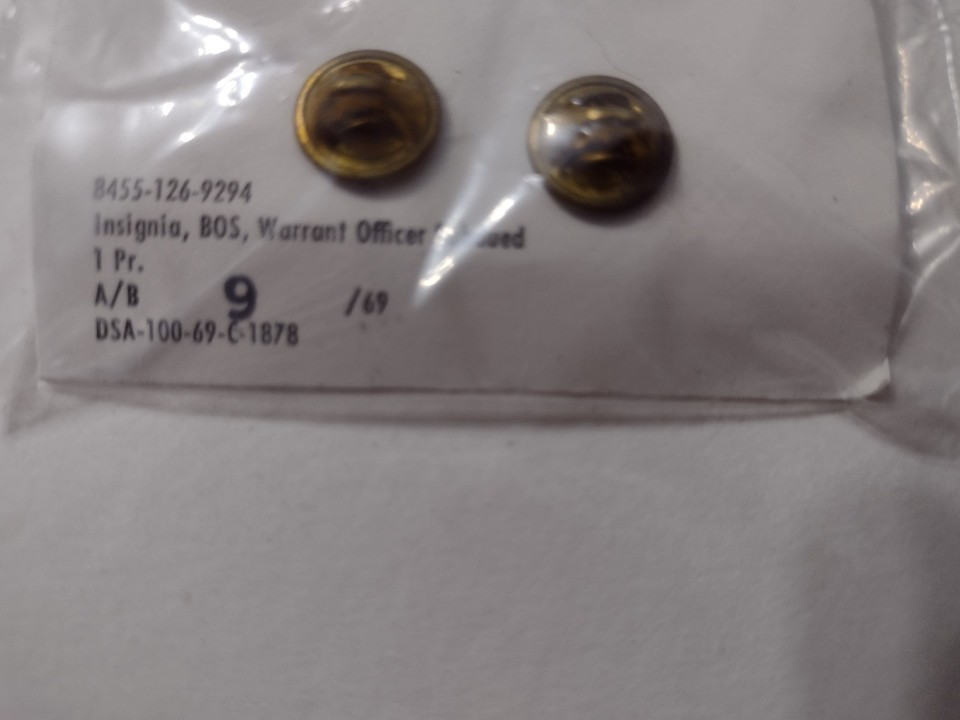 8455-126-9294
Insignia, BOS, Warrant Officer
1 Pr.
A/B 9 /69
DSA-100-69-C-1878